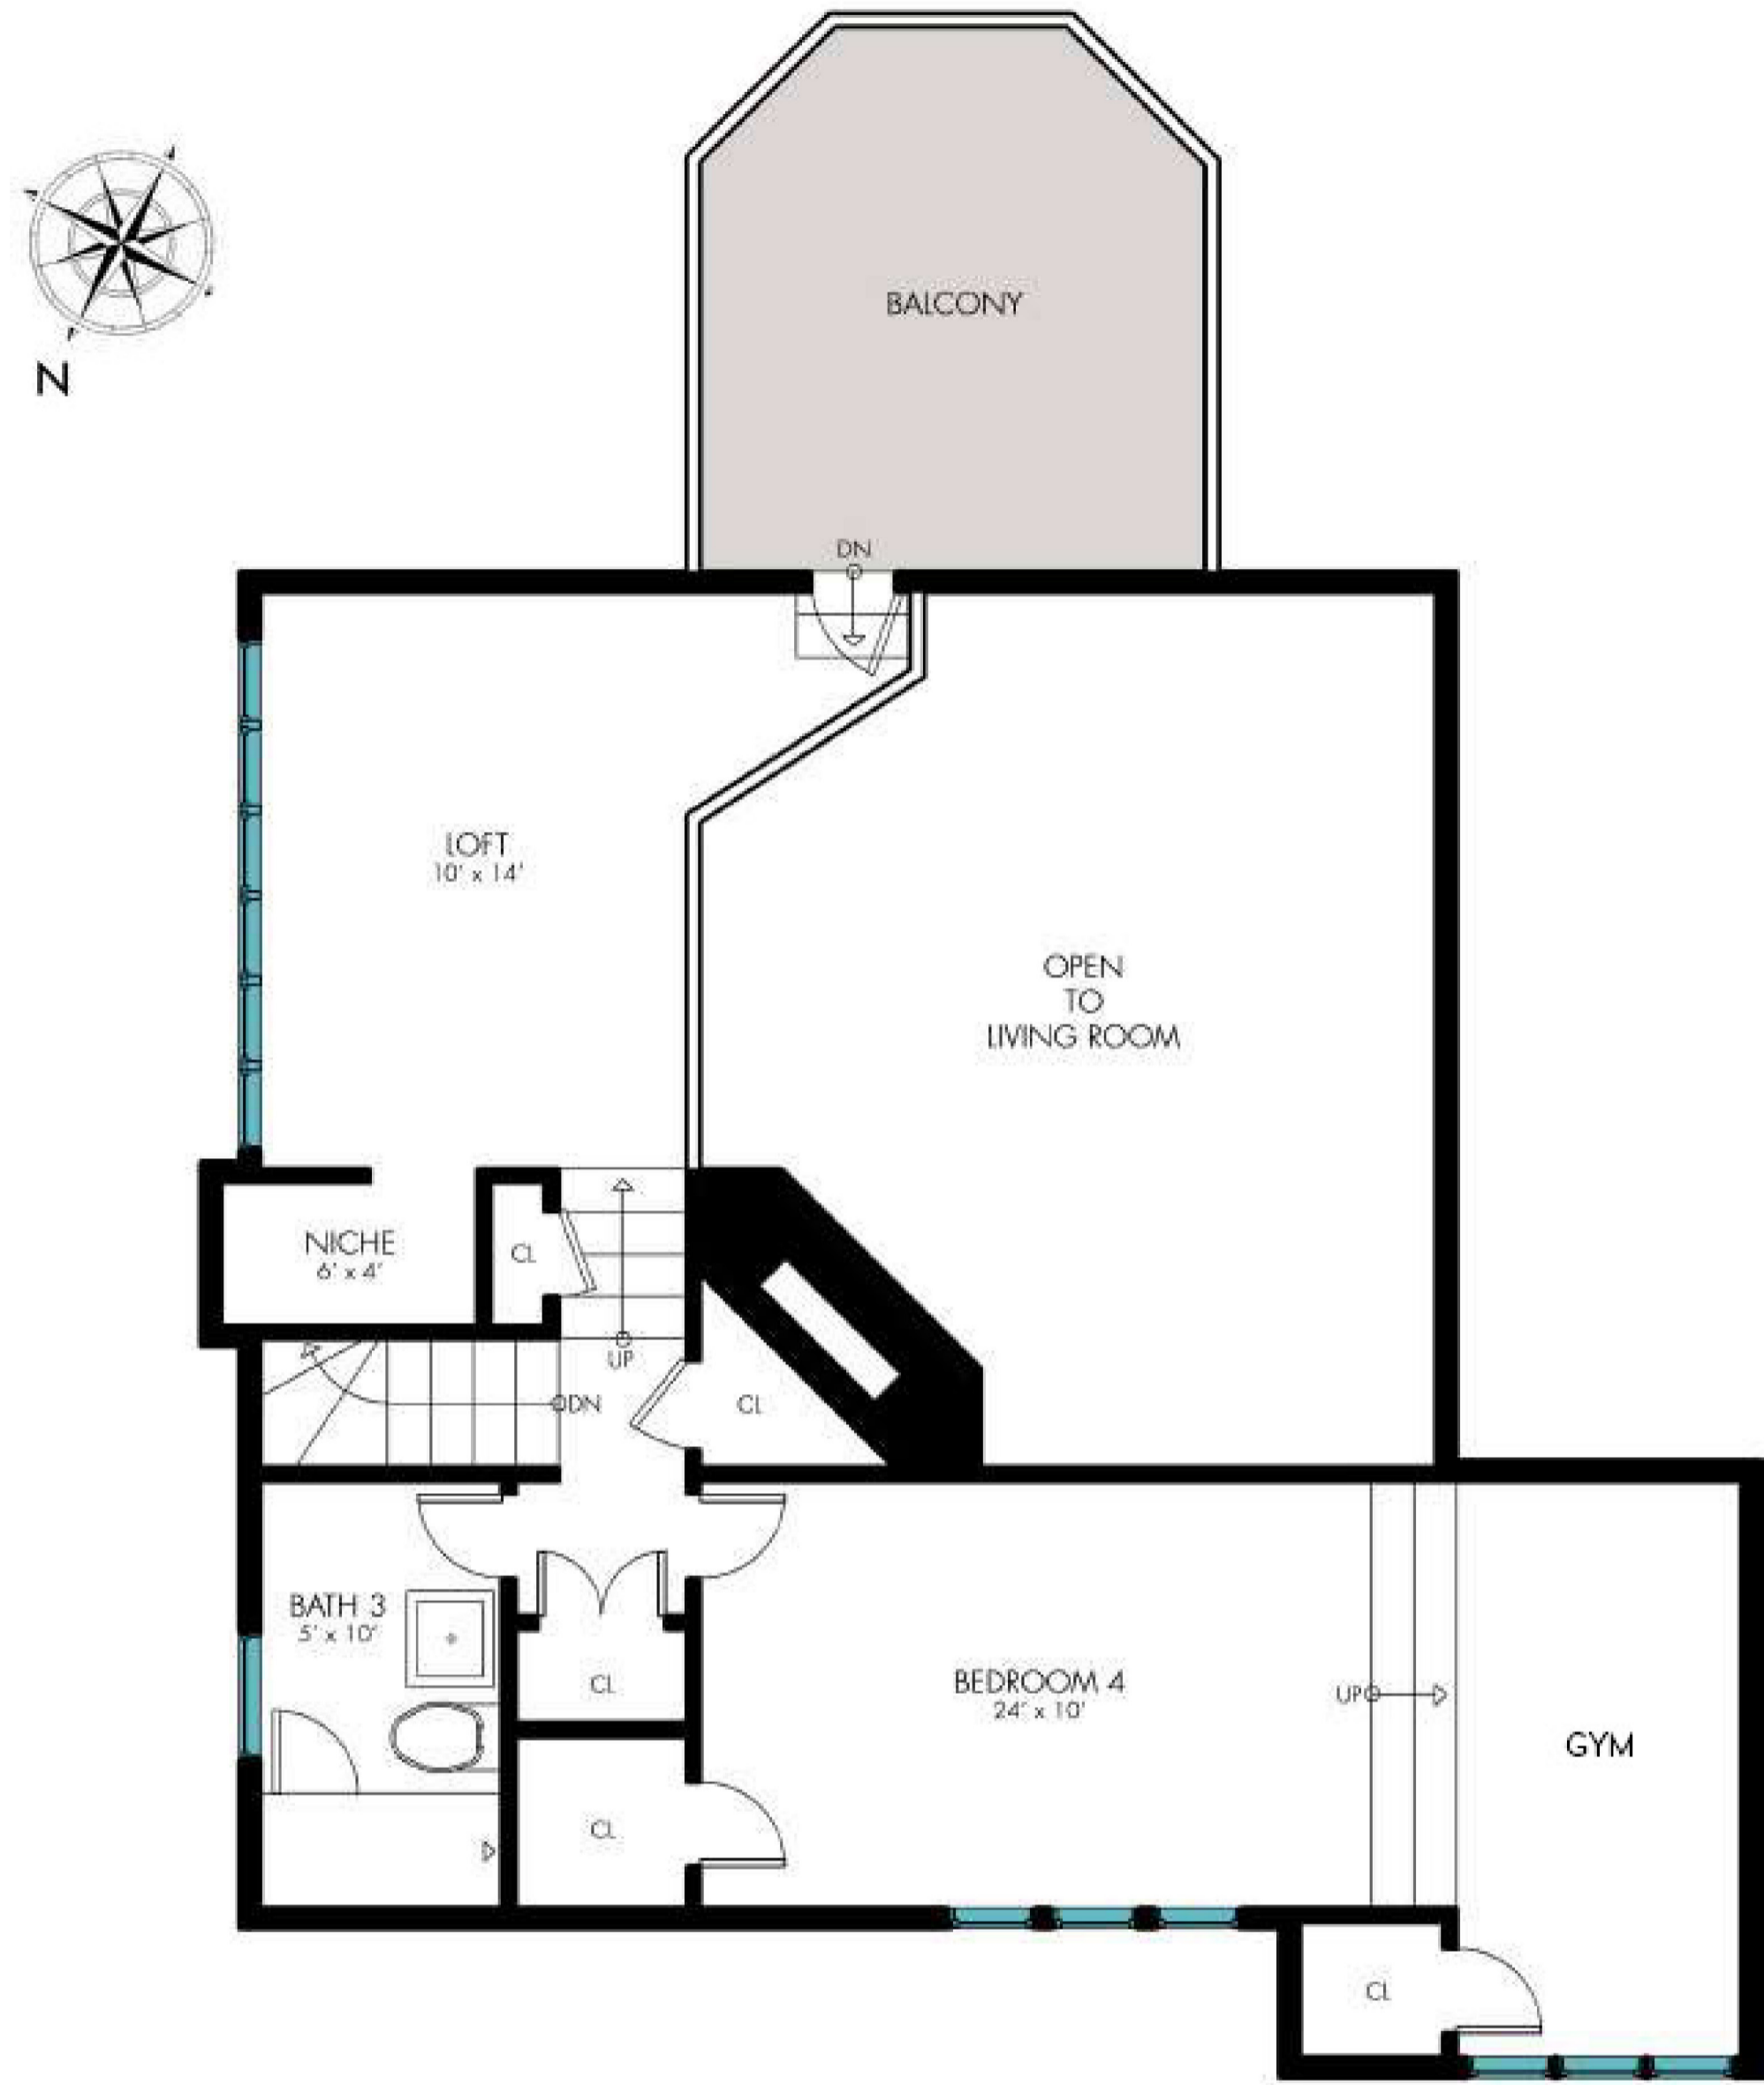 N
BALCONY
DN
LOFT
10' x 14'
OPEN
TO
LIVING ROOM
NICHE
6' x 4'
CL
UP
DN
CL
BATH 3
5' x 10'
CL
BEDROOM 4
24' x 10'
UP
GYM
CL
CL